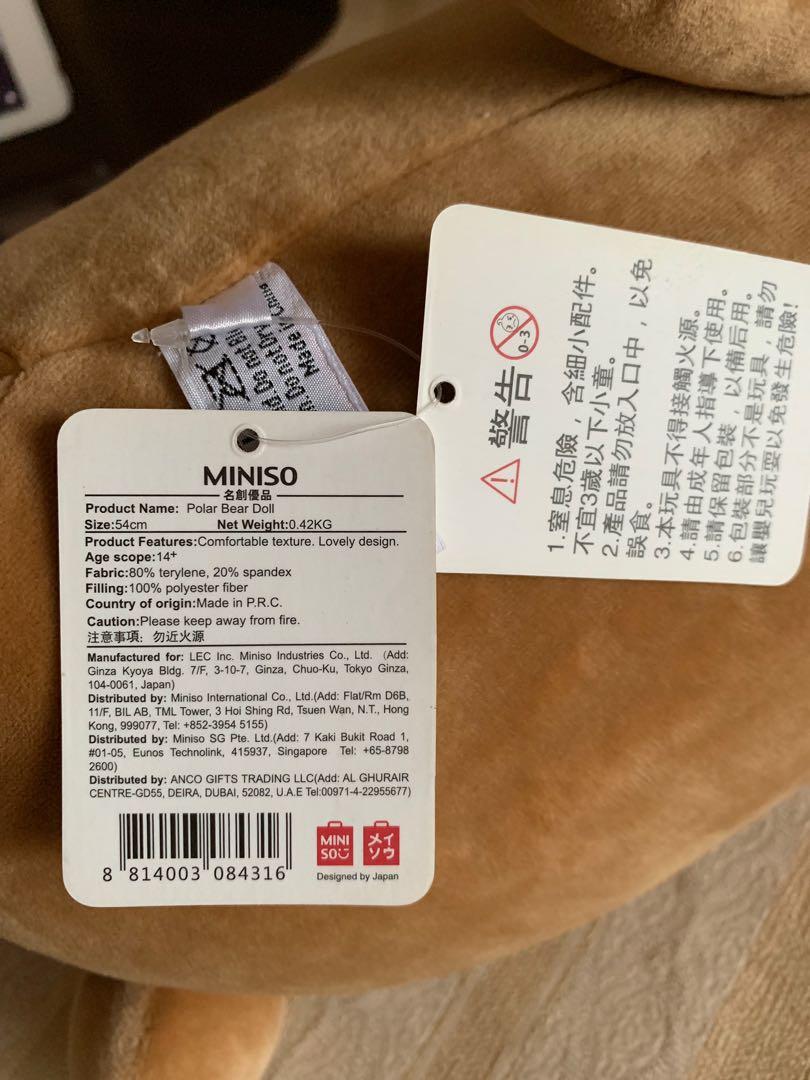 MINISO
名創優品
Product Name: Polar Bear Doll
Size:54cm Net Weight:0.42KG
Product Features:Comfortable texture. Lovely design.
Age scope:14+
Fabric:80% terylene, 20% spandex
Filling:100% polyester fiber
Country of origin:Made in P.R.C.
Caution:Please keep away from fire.
注意事項: 勿近火源
Manufactured for: LEC Inc. Miniso Industries Co., Ltd. (Add:
Ginza Kyoya Bldg. 7/F, 3-10-7, Ginza, Chuo-Ku, Tokyo Ginza,
104-0061, Japan)
Distributed by: Miniso International Co., Ltd.(Add: Flat/Rm D6B,
11/F, BIL AB, TML Tower, 3 Hoi Shing Rd, Tsuen Wan, N.T., Hong
Kong, 999077, Tel: +852-3954 5155)
Distributed by: Miniso SG Pte. Ltd.(Add: 7 Kaki Bukit Road 1,
#01-05, Eunos Technolink, 415937, Singapore Tel: +65-8798
2600)
Distributed by: ANCO GIFTS TRADING LLC(Add: AL GHURAIR
CENTRE-GD55, DEIRA, DUBAI, 52082, U.A.E Tel:00971-4-22955677)
8 814003 084316
MINI
SO
メイ
ソウ
Designed by Japan
警告
0-3
1.窒息危險，含細小配件。
不宜3歲以下小童。
2.產品請勿放入口中，以免
誤食。
3.本玩具不得接觸火源。
4.請由成年人指導下使用。
5.請保留包裝，以備后用。
6.包裝部分不是玩具，請勿
讓嬰兒玩耍以免發生危險!
Made in China
Do not Dry
Do not